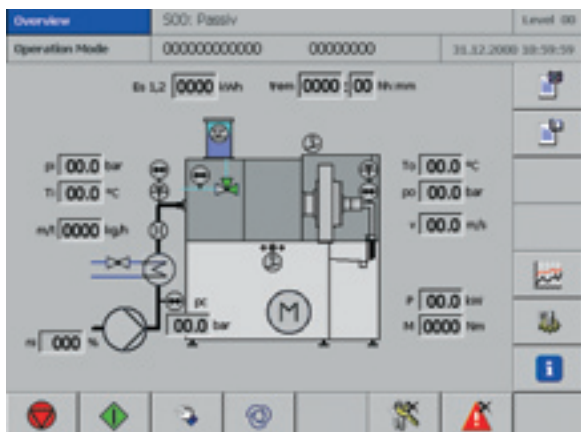 Overview
S00: Passiv
Level 00
Operation Mode
000000000000
00000000
31.12.2000 10:59:59
Es 1,2 0000 kWh
trem 0000 : 00 hh:mm
pi 00.0 bar
Ti 00.0 °C
m/t 0000 kg/h
To 00.0 °C
po 00.0 bar
v 00.0 m/s
pc
00.0 bar
M
P 00.0 kW
M 0000 Nm
n 000 %
i